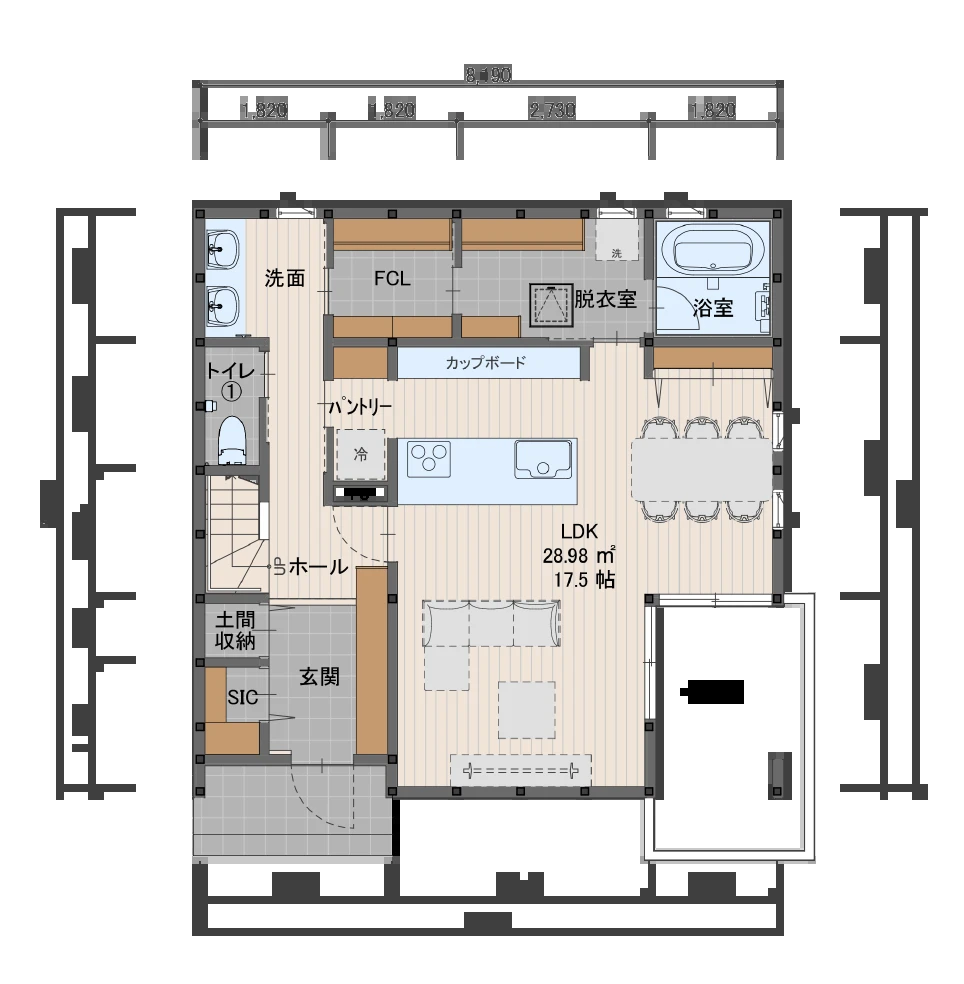 8,190
1,820
1,820
2,730
1,820
洗面
FCL
洗
脱衣室
浴室
トイレ
①
カップボード
パントリー
冷
LDK
28.98 ㎡
17.5 帖
UP
ホール
土間
収納
玄関
SIC